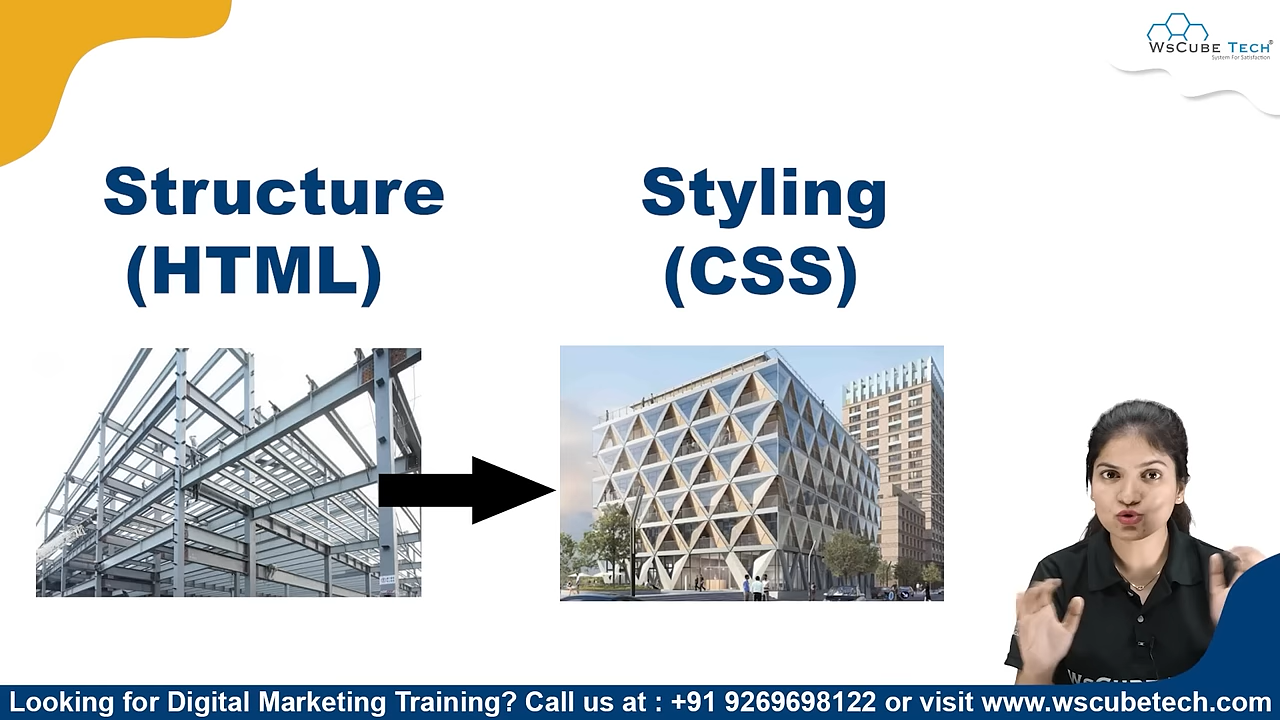 WSCUBE TECH®
System For Satisfaction
Structure
(HTML)
Styling
(CSS)
Looking for Digital Marketing Training? Call us at : +91 9269698122 or visit www.wscubetech.com